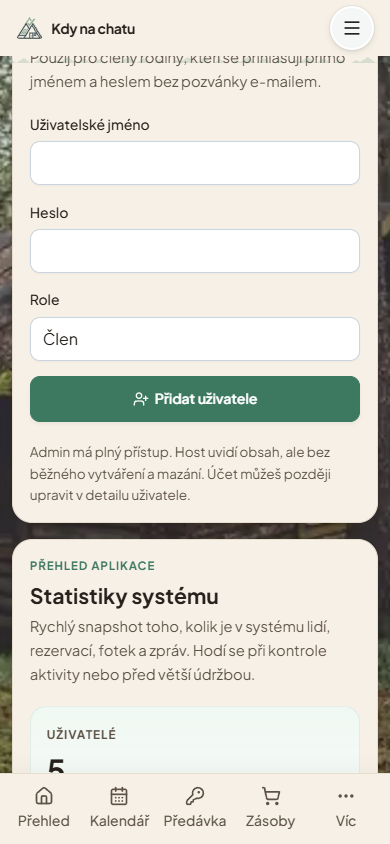 Kdy na chatu
Použij pro členy rodiny, kteří se přihlašují přímo
jménem a heslem bez pozvánky e-mailem.
Uživatelské jméno
Heslo
Role
Člen
Přidat uživatele
Admin má plný přístup. Host uvidí obsah, ale bez
běžného vytváření a mazání. Účet můžeš později
upravit v detailu uživatele.
PŘEHLED APLIKACE
Statistiky systému
Rychlý snapshot toho, kolik je v systému lidí,
rezervací, fotek a zpráv. Hodí se při kontrole
aktivity nebo před větší údržbou.
UŽIVATELÉ
5
Přehled
Kalendář
Předávka
Zásoby
Víc